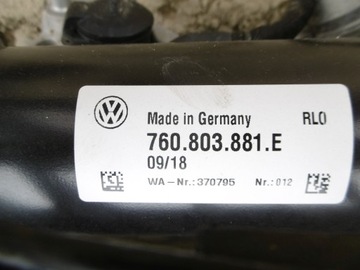 Made in Germany RLO
760.803.881.E
09/18
WA-Nr.:370795 Nr.:012